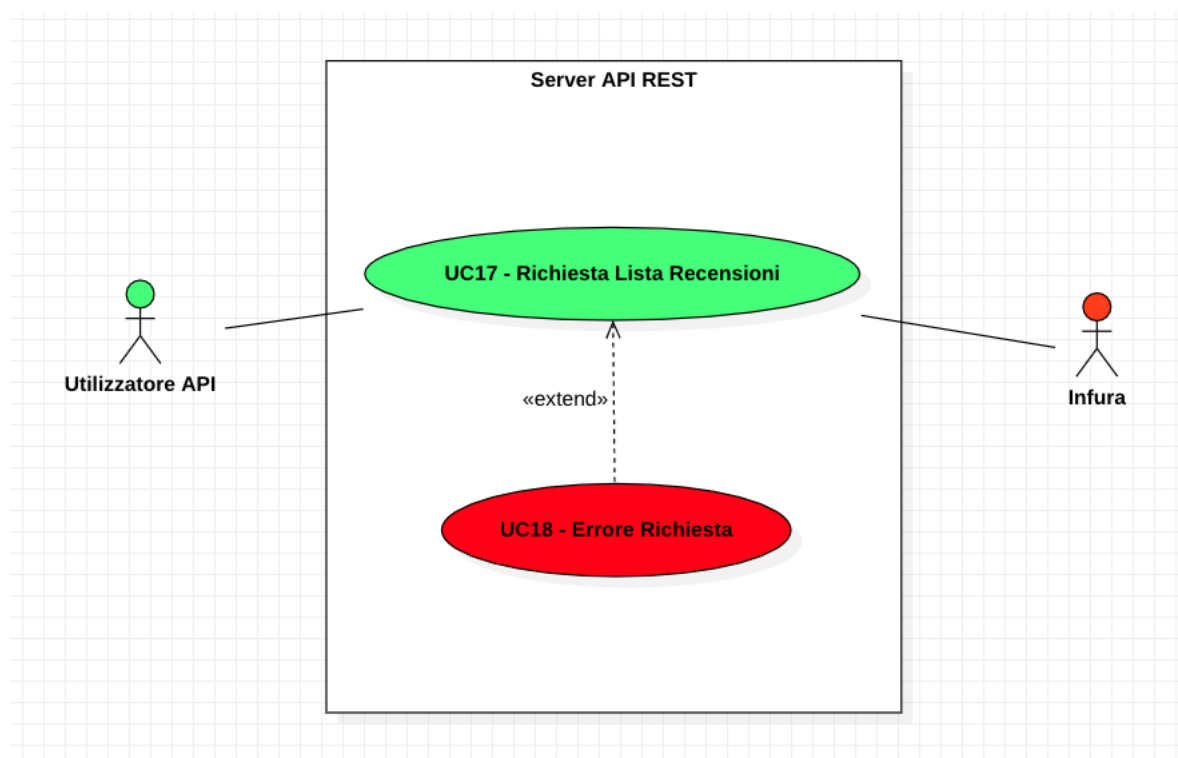 Server API REST
UC17 - Richiesta Lista Recensioni
Utilizzatore API
Infura
«extend»
UC18 - Errore Richiesta